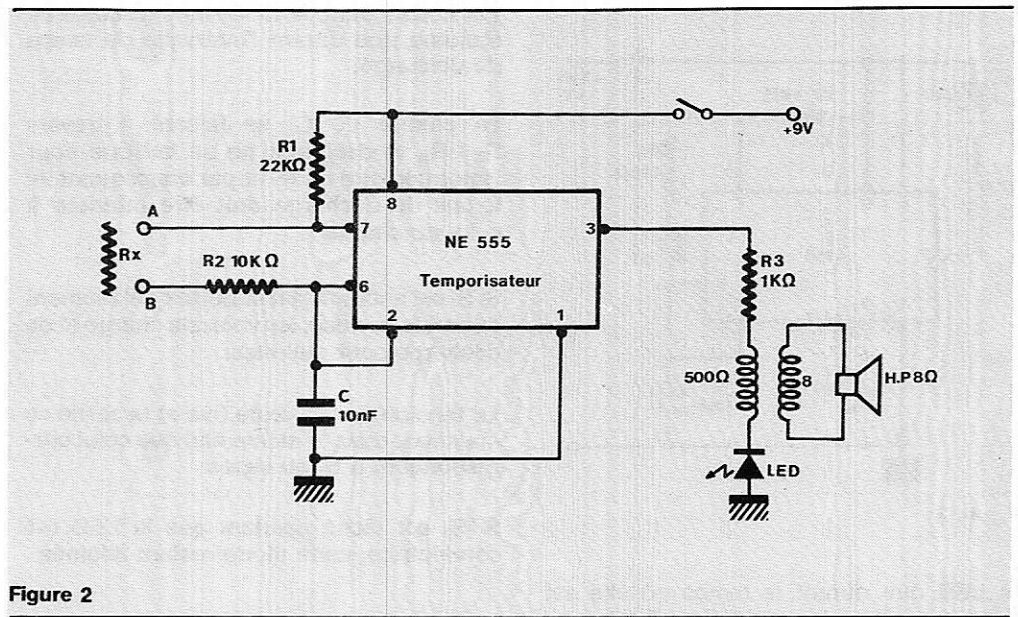 +9V
R1
22KΩ
8
A
7
NE 555
3
Rx
R2 10KΩ
Temporisateur
R3
1KΩ
B
6
2
1
500Ω
8
H.P 8Ω
C
10nF
LED
Figure 2